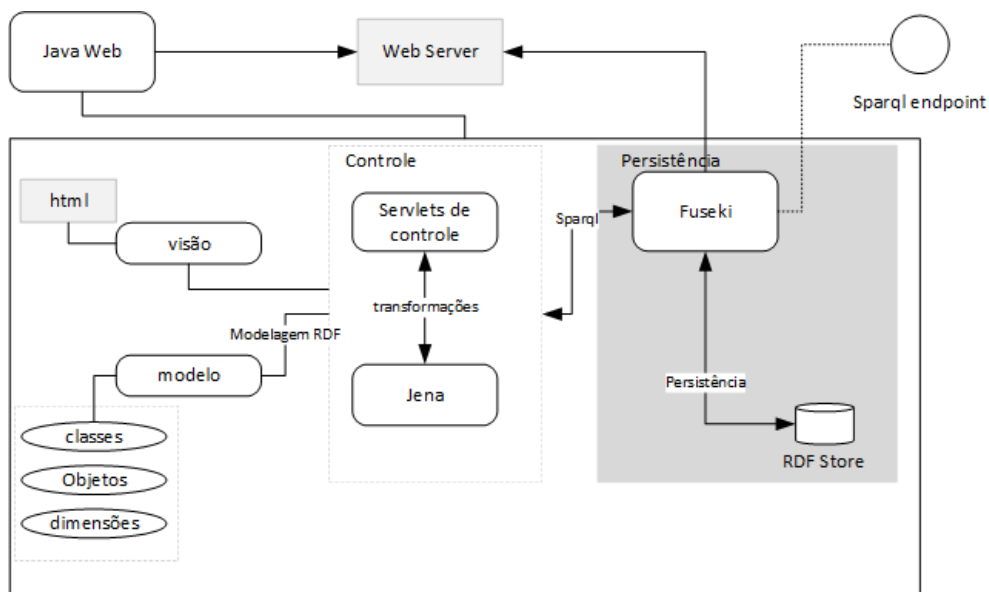 Java Web
Web Server
Sparql endpoint
Controle
Persistência
html
Servlets de
controle
Sparql
Fuseki
visão
transformações
Modelagem RDF
modelo
Jena
Persistência
classes
RDF Store
Objetos
dimensões